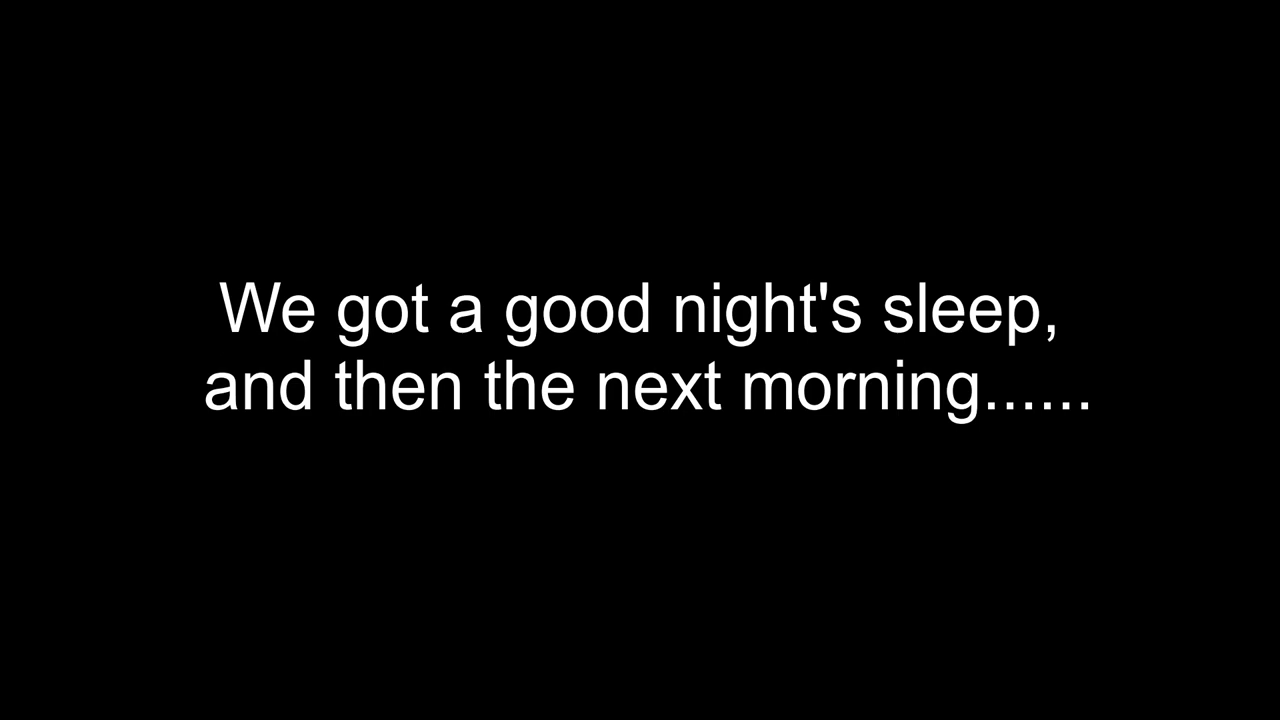 We got a good night's sleep,
and then the next morning......